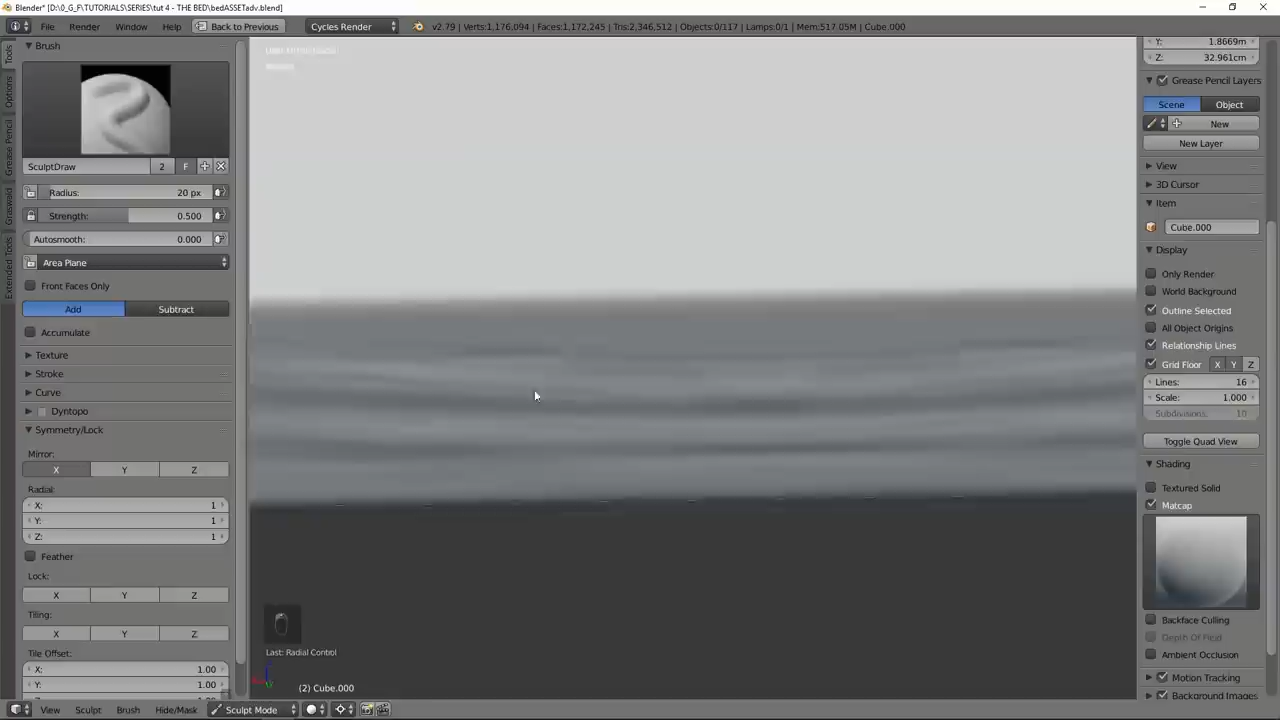 Blender* [D:\0_G_F\TUTORIALS\SERIES\tut 4 - THE BED\bedASSETadv.blend]
File Render Window Help Back to Previous Cycles Render v2.79 | Verts:1,176,094 | Faces:1,172,245 | Tris:2,346,512 | Objects:0/117 | Lamps:0/1 | Mem:517.05M | Cube.000
Tools
Options
Grease Pencil
Graswald
Extended Tools
Brush
SculptDraw 2 F
Radius: 20 px
Strength: 0.500
Autosmooth: 0.000
Area Plane
Front Faces Only
Add Subtract
Accumulate
Texture
Stroke
Curve
Dyntopo
Symmetry/Lock
Mirror:
X Y Z
Radial:
X: 1
Y: 1
Z: 1
Feather
Lock:
X Y Z
Tiling:
X Y Z
Tile Offset:
X: 1.00
Y: 1.00
Last: Radial Control
(2) Cube.000
View Sculpt Brush Hide/Mask Sculpt Mode
Y: 1.8669m
Z: 32.961cm
Grease Pencil Layers
Scene Object
New
New Layer
View
3D Cursor
Item
Cube.000
Display
Only Render
World Background
Outline Selected
All Object Origins
Relationship Lines
Grid Floor X Y Z
Lines: 16
Scale: 1.000
Subdivisions: 10
Toggle Quad View
Shading
Textured Solid
Matcap
Backface Culling
Depth Of Field
Ambient Occlusion
Motion Tracking
Background Images